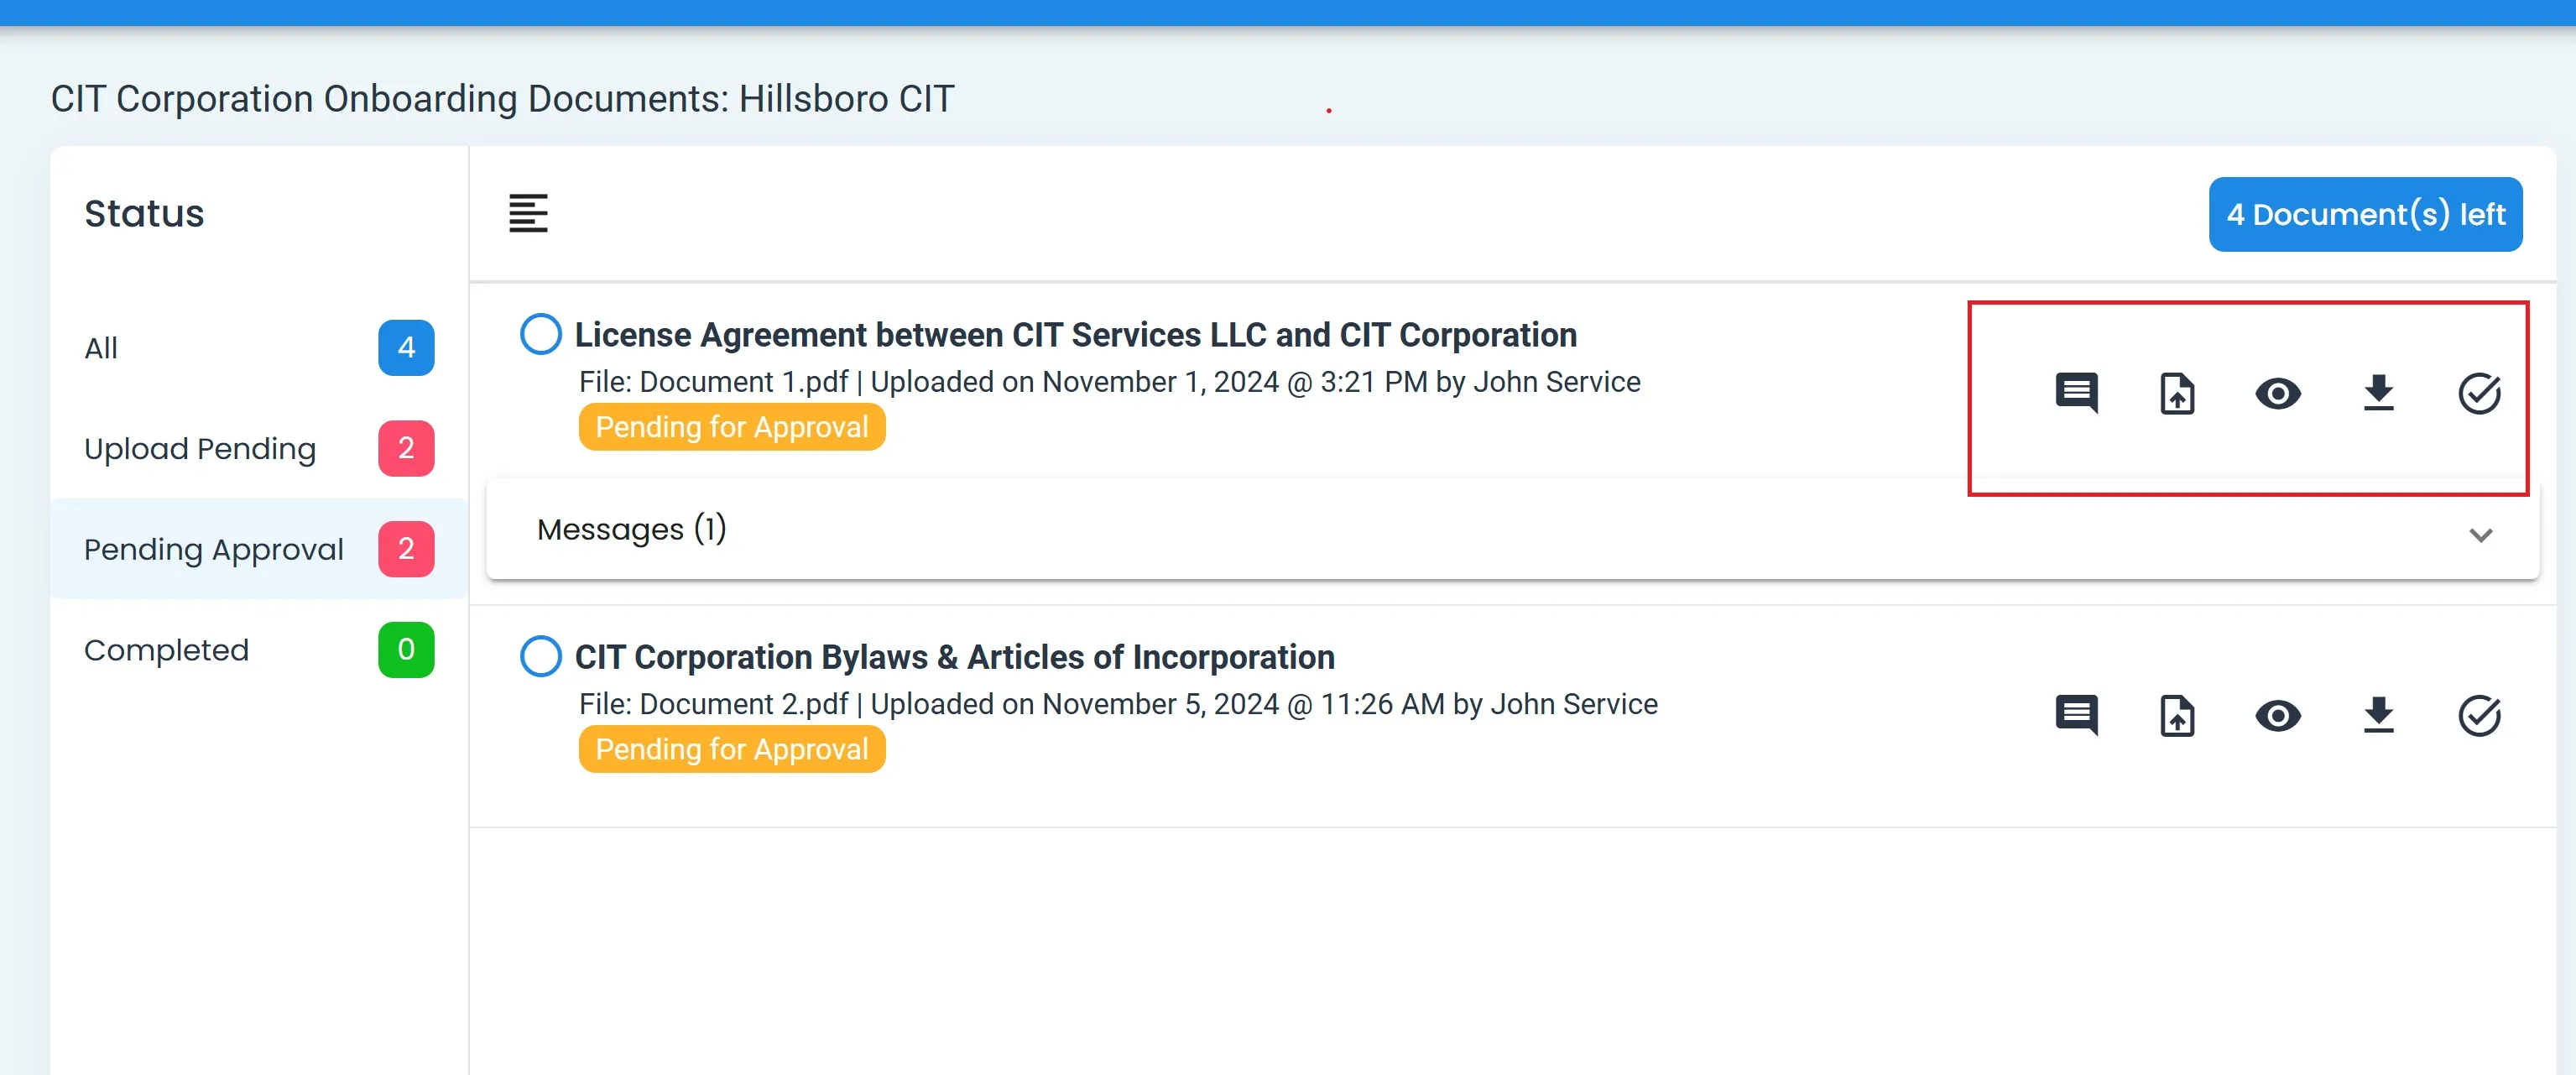 CIT Corporation Onboarding Documents: Hillsboro CIT
Status
All 4
Upload Pending 2
Pending Approval 2
Completed 0
4 Document(s) left
License Agreement between CIT Services LLC and CIT Corporation
File: Document 1.pdf | Uploaded on November 1, 2024 @ 3:21 PM by John Service
Pending for Approval
Messages (1)
CIT Corporation Bylaws & Articles of Incorporation
File: Document 2.pdf | Uploaded on November 5, 2024 @ 11:26 AM by John Service
Pending for Approval